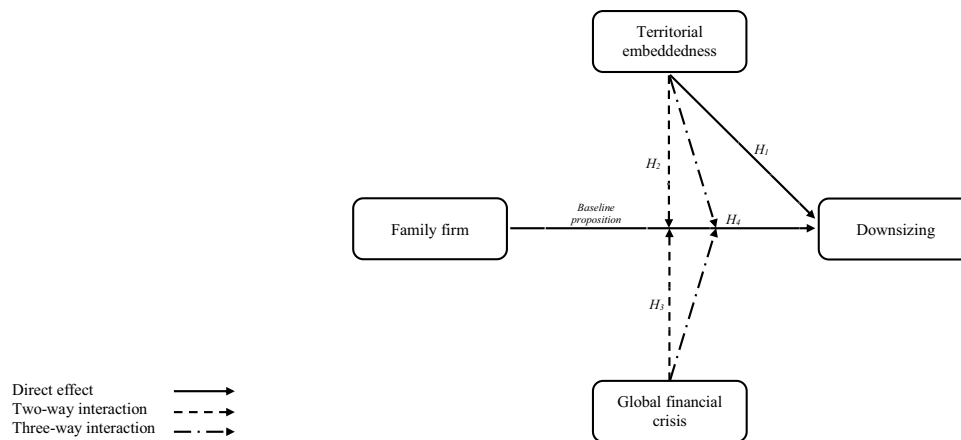 Territorial
embeddedness
H1
H2
Baseline
proposition
Family firm
H4
Downsizing
H3
Global financial
crisis
Direct effect
Two-way interaction
Three-way interaction